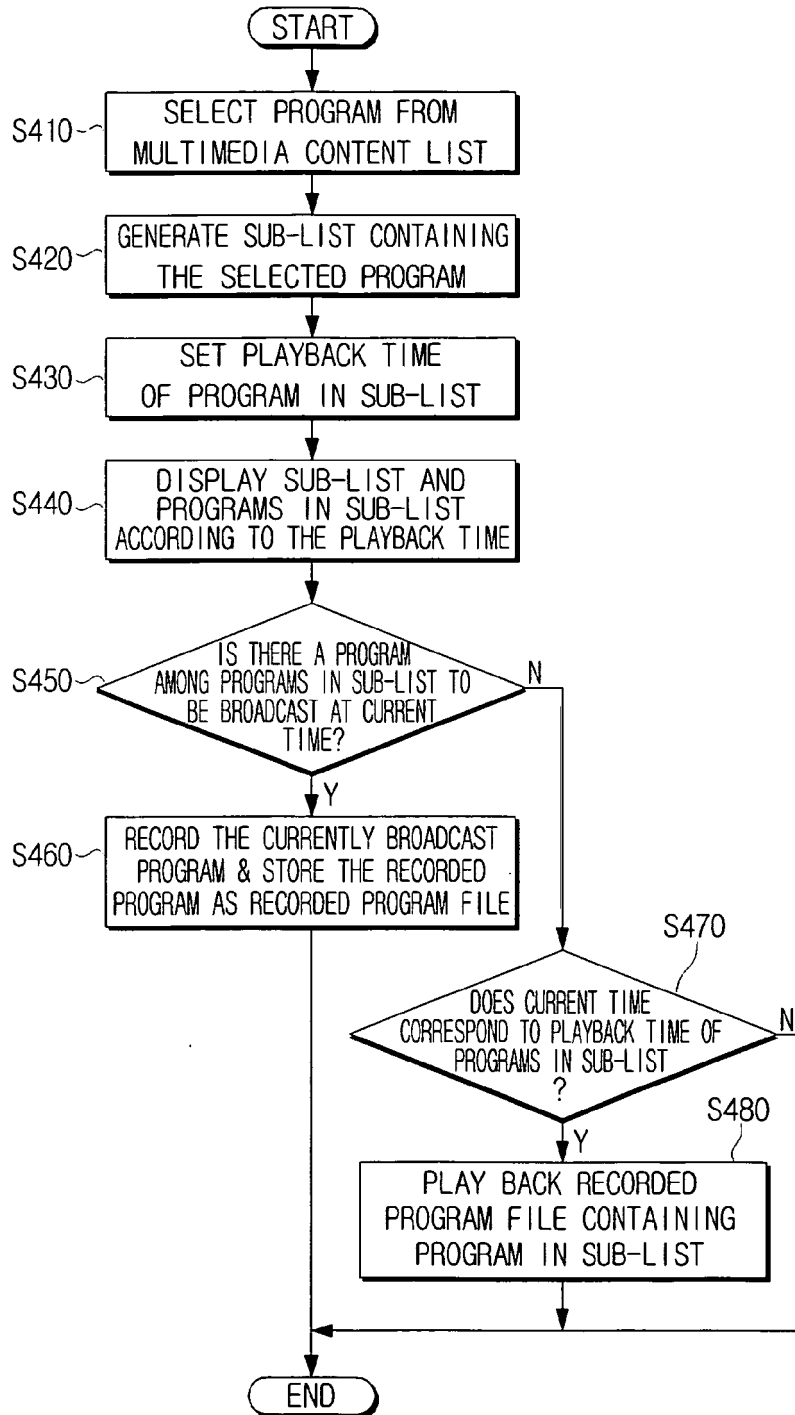 START
S410
SELECT PROGRAM FROM
MULTIMEDIA CONTENT LIST
S420
GENERATE SUB-LIST CONTAINING
THE SELECTED PROGRAM
S430
SET PLAYBACK TIME
OF PROGRAM IN SUB-LIST
S440
DISPLAY SUB-LIST AND
PROGRAMS IN SUB-LIST
ACCORDING TO THE PLAYBACK TIME
S450
IS THERE A PROGRAM
AMONG PROGRAMS IN SUB-LIST TO
BE BROADCAST AT CURRENT
TIME?
N
Y
S460
RECORD THE CURRENTLY BROADCAST
PROGRAM & STORE THE RECORDED
PROGRAM AS RECORDED PROGRAM FILE
S470
DOES CURRENT TIME
CORRESPOND TO PLAYBACK TIME OF
PROGRAMS IN SUB-LIST
?
N
Y
S480
PLAY BACK RECORDED
PROGRAM FILE CONTAINING
PROGRAM IN SUB-LIST
END